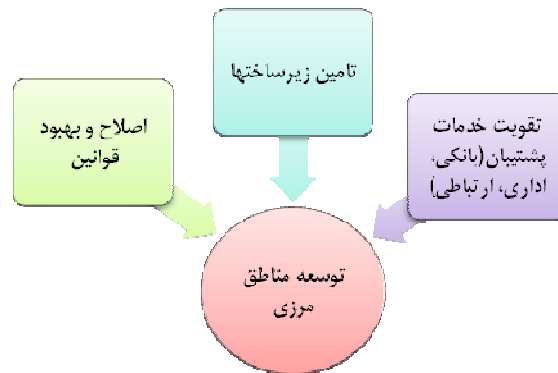 تامین زیرساختها
تقویت خدمات
پشتیبان(بانکی،
اداری، ارتباطی)
اصلاح و بهبود
قوانین
توسعه مناطق
مرزی